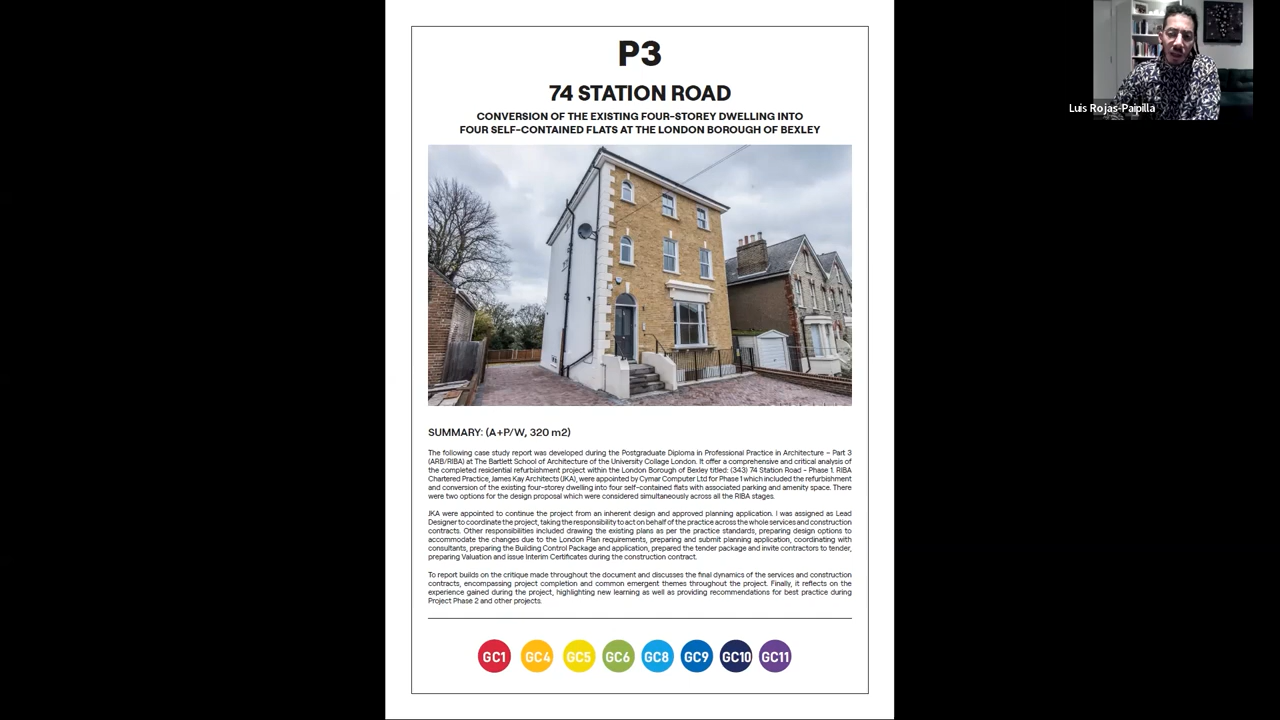 P3
74 STATION ROAD
CONVERSION OF THE EXISTING FOUR-STOREY DWELLING INTO
FOUR SELF-CONTAINED FLATS AT THE LONDON BOROUGH OF BEXLEY
Luis Rojas-Paipilla
SUMMARY: (A+P/W, 320 m2)
The following case study report was developed during the Postgraduate Diploma in Professional Practice in Architecture – Part 3
(ARB/RIBA) at The Bartlett School of Architecture of the University Collage London. It offer a comprehensive and critical analysis of
the completed residential refurbishment project within the London Borough of Bexley titled: (343) 74 Station Road - Phase 1. RIBA
Chartered Practice, James Kay Architects (JKA), were appointed by Cymar Computer Ltd for Phase 1 which included the refurbishment
and conversion of the existing four-storey dwelling into four self-contained flats with associated parking and amenity space. There
were two options for the design proposal which were considered simultaneously across all the RIBA stages.
JKA were appointed to continue the project from an inherent design and approved planning application. I was assigned as Lead
Designer to coordinate the project, taking the responsibility to act on behalf of the practice across the whole services and construction
contracts. Other responsibilities included drawing the existing plans as per the practice standards, preparing design options to
accommodate the changes due to the London Plan requirements, preparing and submit planning application, coordinating with
consultants, preparing the Building Control Package and application, prepared the tender package and invite contractors to tender,
preparing Valuation and issue Interim Certificates during the construction contract.
To report builds on the critique made throughout the document and discusses the final dynamics of the services and construction
contracts, encompassing project completion and common emergent themes throughout the project. Finally, it reflects on the
experience gained during the project, highlighting new learning as well as providing recommendations for best practice during
Project Phase 2 and other projects.
GC1 GC4 GC5 GC6 GC8 GC9 GC10 GC11